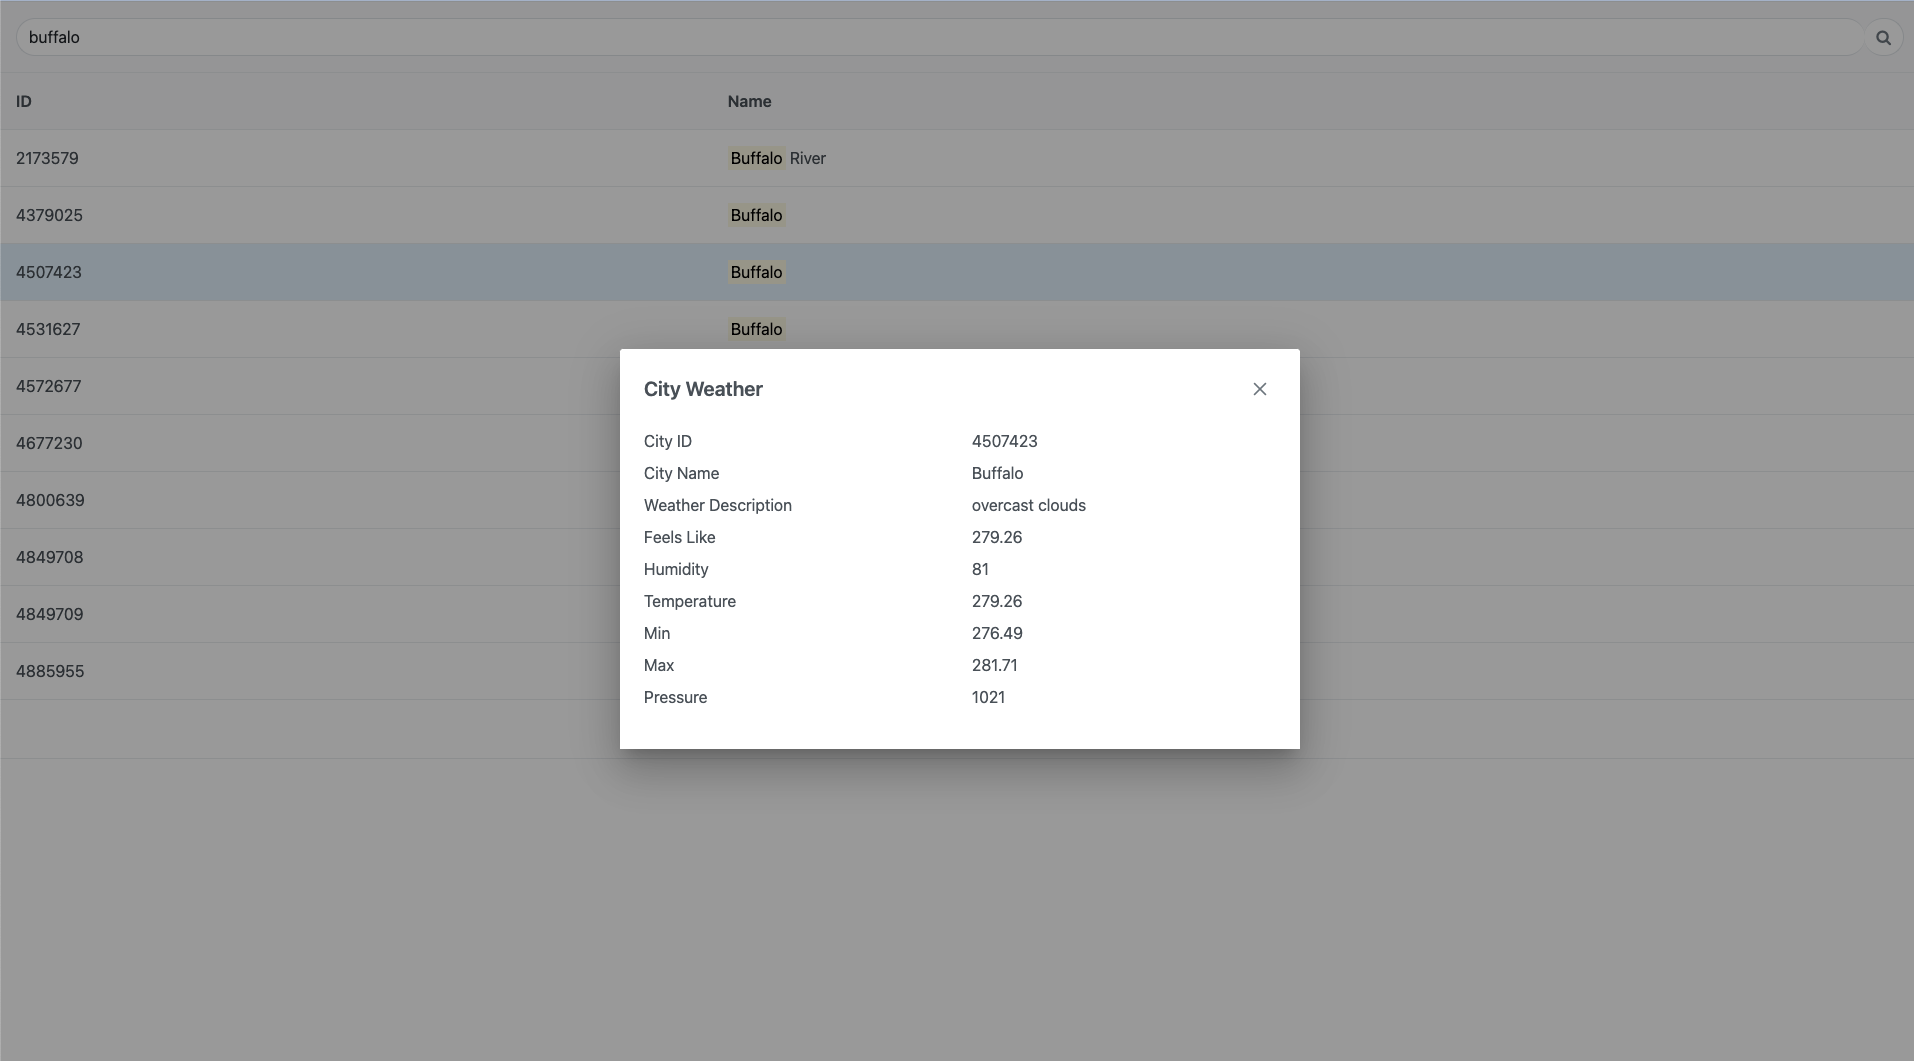 buffalo
ID Name
2173579 Buffalo River
4379025 Buffalo
4507423 Buffalo
4531627 Buffalo
4572677
4677230
4800639
4849708
4849709
4885955
City Weather
City ID 4507423
City Name Buffalo
Weather Description overcast clouds
Feels Like 279.26
Humidity 81
Temperature 279.26
Min 276.49
Max 281.71
Pressure 1021